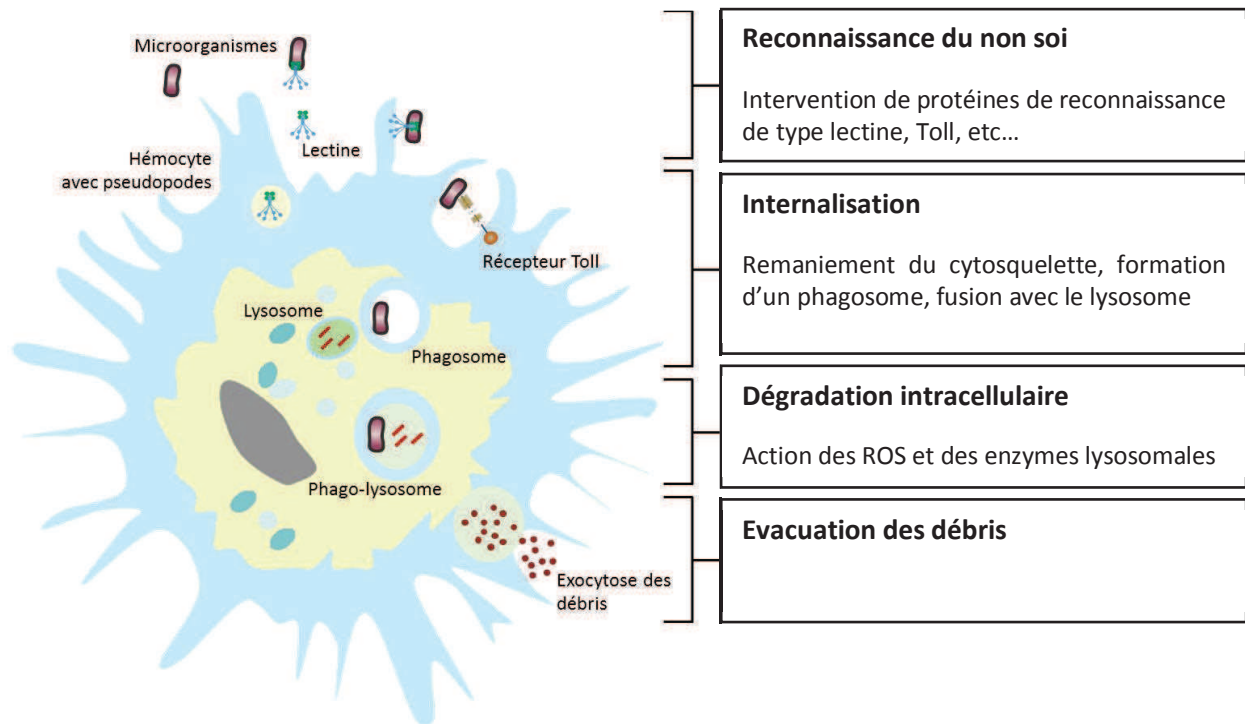 Microorganismes
Lectine
Hémocyte
avec pseudopodes
Récepteur Toll
Lysosome
Phagosome
Phago-lysosome
Exocytose des
débris
Reconnaissance du non soi
Intervention de protéines de reconnaissance
de type lectine, Toll, etc...
Internalisation
Remaniement du cytosquelette, formation
d’un phagosome, fusion avec le lysosome
Dégradation intracellulaire
Action des ROS et des enzymes lysosomales
Evacuation des débris